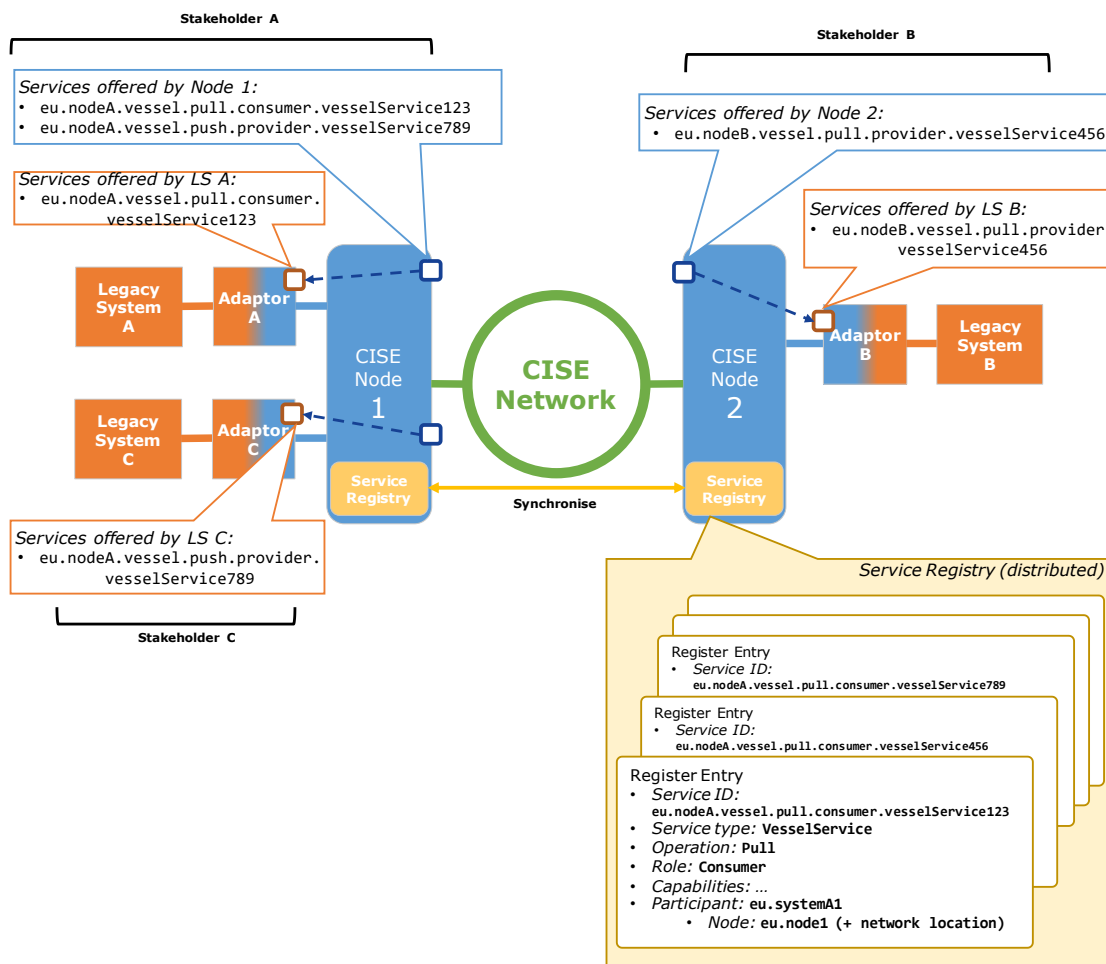 Stakeholder A
Stakeholder B
Services offered by Node 1:
• eu.nodeA.vessel.pull.consumer.vesselService123
• eu.nodeA.vessel.push.provider.vesselService789
Services offered by Node 2:
• eu.nodeB.vessel.pull.provider.vesselService456
Services offered by LS A:
• eu.nodeA.vessel.pull.consumer.
vesselService123
Services offered by LS B:
• eu.nodeB.vessel.pull.provider.
vesselService456
Legacy
System
A
Adaptor
A
CISE
Node
1
CISE
Network
CISE
Node
2
Adaptor
B
Legacy
System
B
Legacy
System
C
Adaptor
C
Service
Registry
Synchronise
Service
Registry
Services offered by LS C:
• eu.nodeA.vessel.push.provider.
vesselService789
Stakeholder C
Service Registry (distributed)
Register Entry
• Service ID:
eu.nodeA.vessel.pull.consumer.vesselService789
Register Entry
• Service ID:
eu.nodeA.vessel.pull.consumer.vesselService456
Register Entry
• Service ID:
eu.nodeA.vessel.pull.consumer.vesselService123
• Service type: VesselService
• Operation: Pull
• Role: Consumer
• Capabilities: …
• Participant: eu.systemA1
• Node: eu.node1 (+ network location)